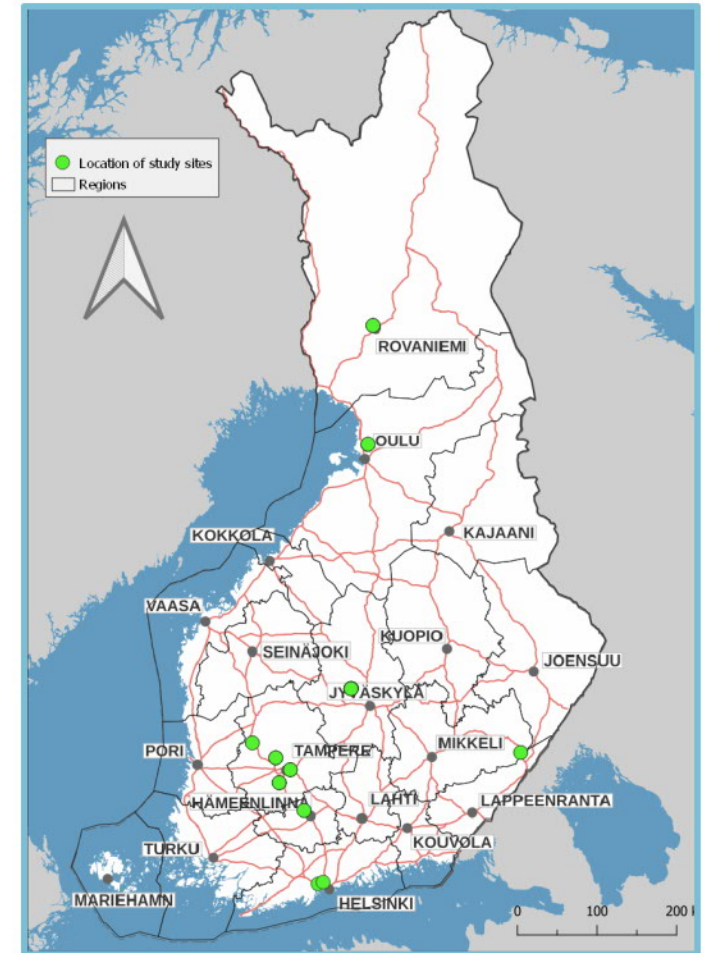 Location of study sites
Regions
ROVANIEMI
OULU
KAJAANI
KOKKOLA
VAASA
SEINÄJOKI
KUOPIO
JOENSUU
JYVÄSKYLÄ
PORI
TAMPERE
MIKKELI
HÄMEENLINNA
LAHTI
LAPPEENRANTA
KOUVOLA
TURKU
MARIEHAMN
HELSINKI
0 100 200 k